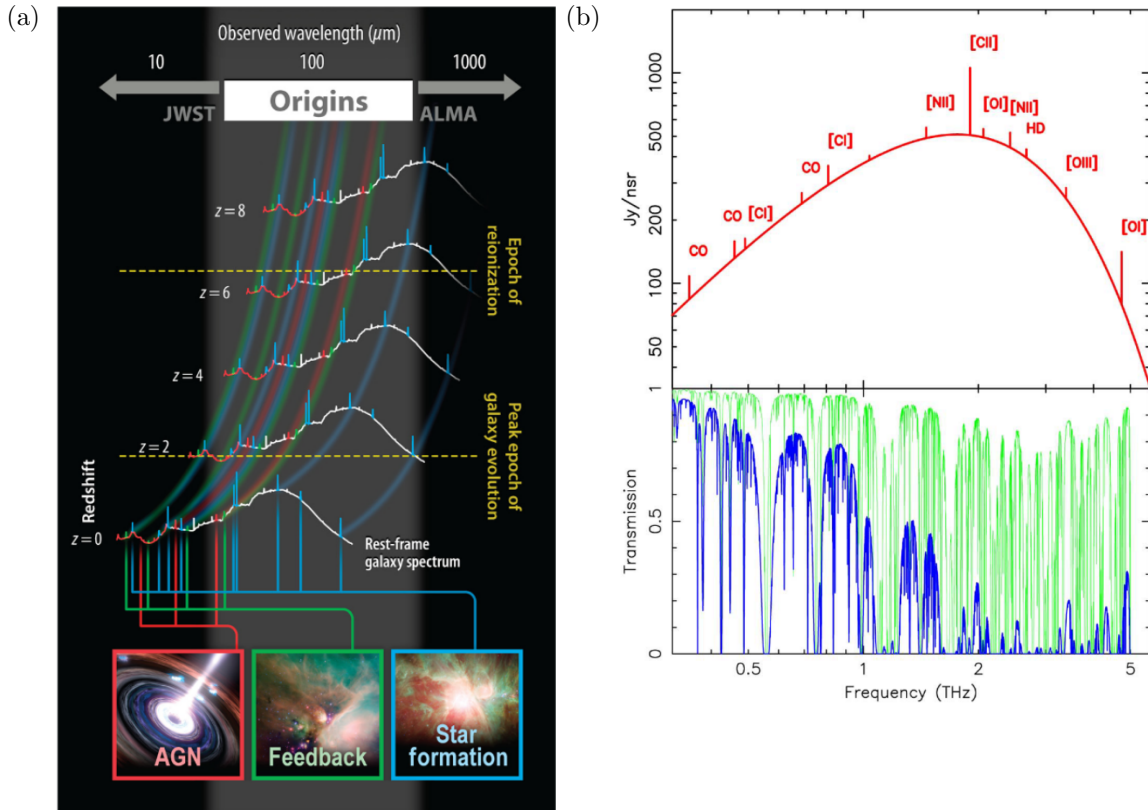 (a)
Observed wavelength (µm)
10 100 1000
Origins
JWST ALMA
z=8
Epoch of
reionization
z=6
z=4
Peak epoch of
galaxy evolution
z=2
Redshift
z=0
Rest-frame
galaxy spectrum
AGN
Feedback
Star
formation
(b)
[CII]
1000
[NII] [OI] [NII]
HD
500
[CI]
CO
[OIII]
Jy/nsr
200
CO [CI]
[OI]
CO
100
50
1
Transmission
0.5
0
0.5 1 2 5
Frequency (THz)